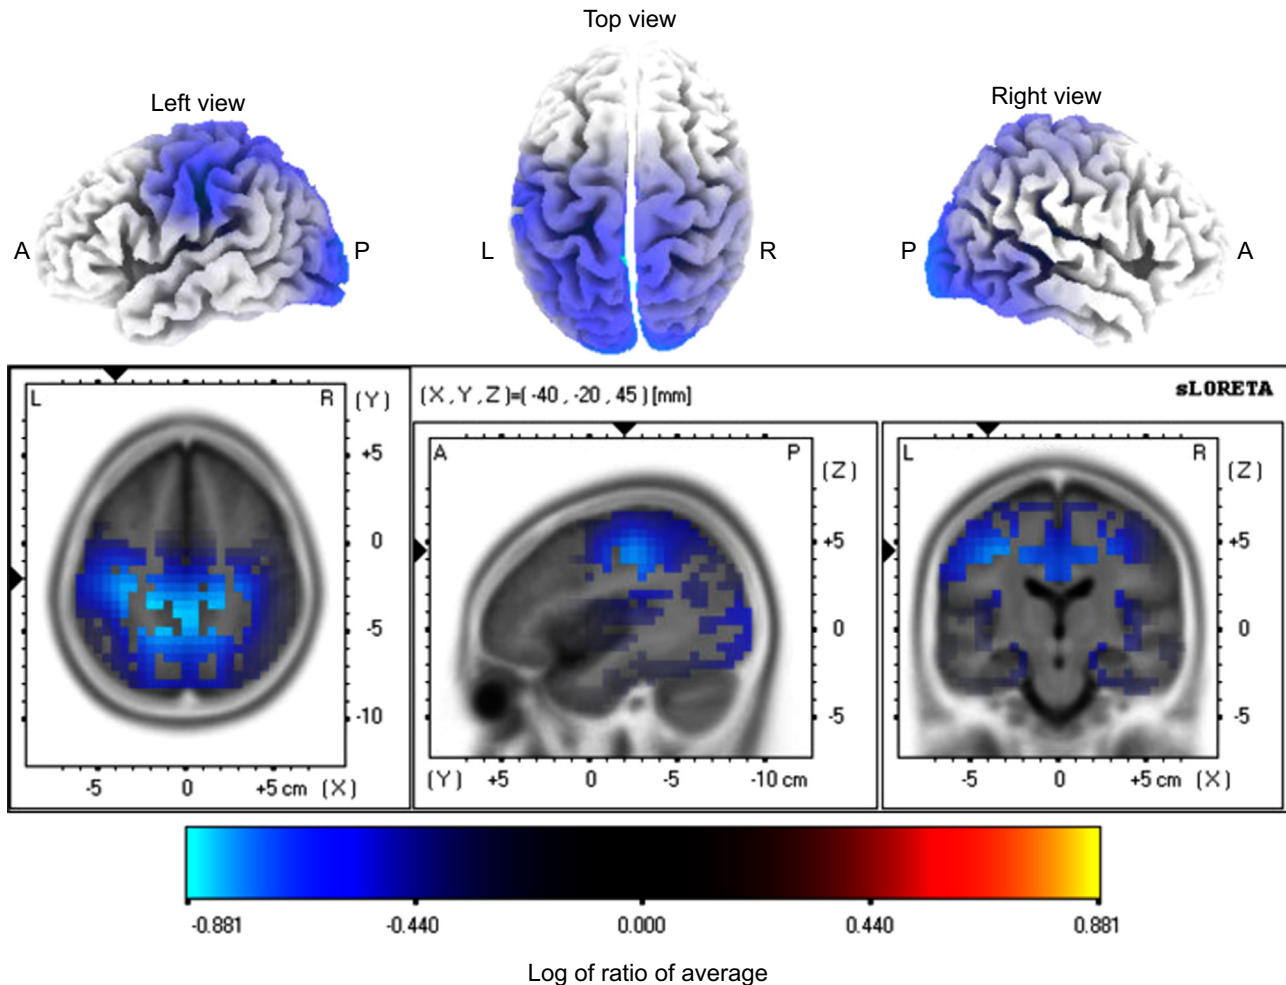 Top view
Left view
Right view
A
P
L
R
P
A
(X,Y,Z)=(-40,-20,45)[mm]
sLORETA
L
R
(Y)
+5
0
-5
-10
-5
0
+5 cm
(X)
A
P
(Z)
+5
0
-5
(Y)
+5
0
-5
-10 cm
L
R
(Z)
+5
0
-5
-5
0
+5 cm
(X)
-0.881
-0.440
0.000
0.440
0.881
Log of ratio of average